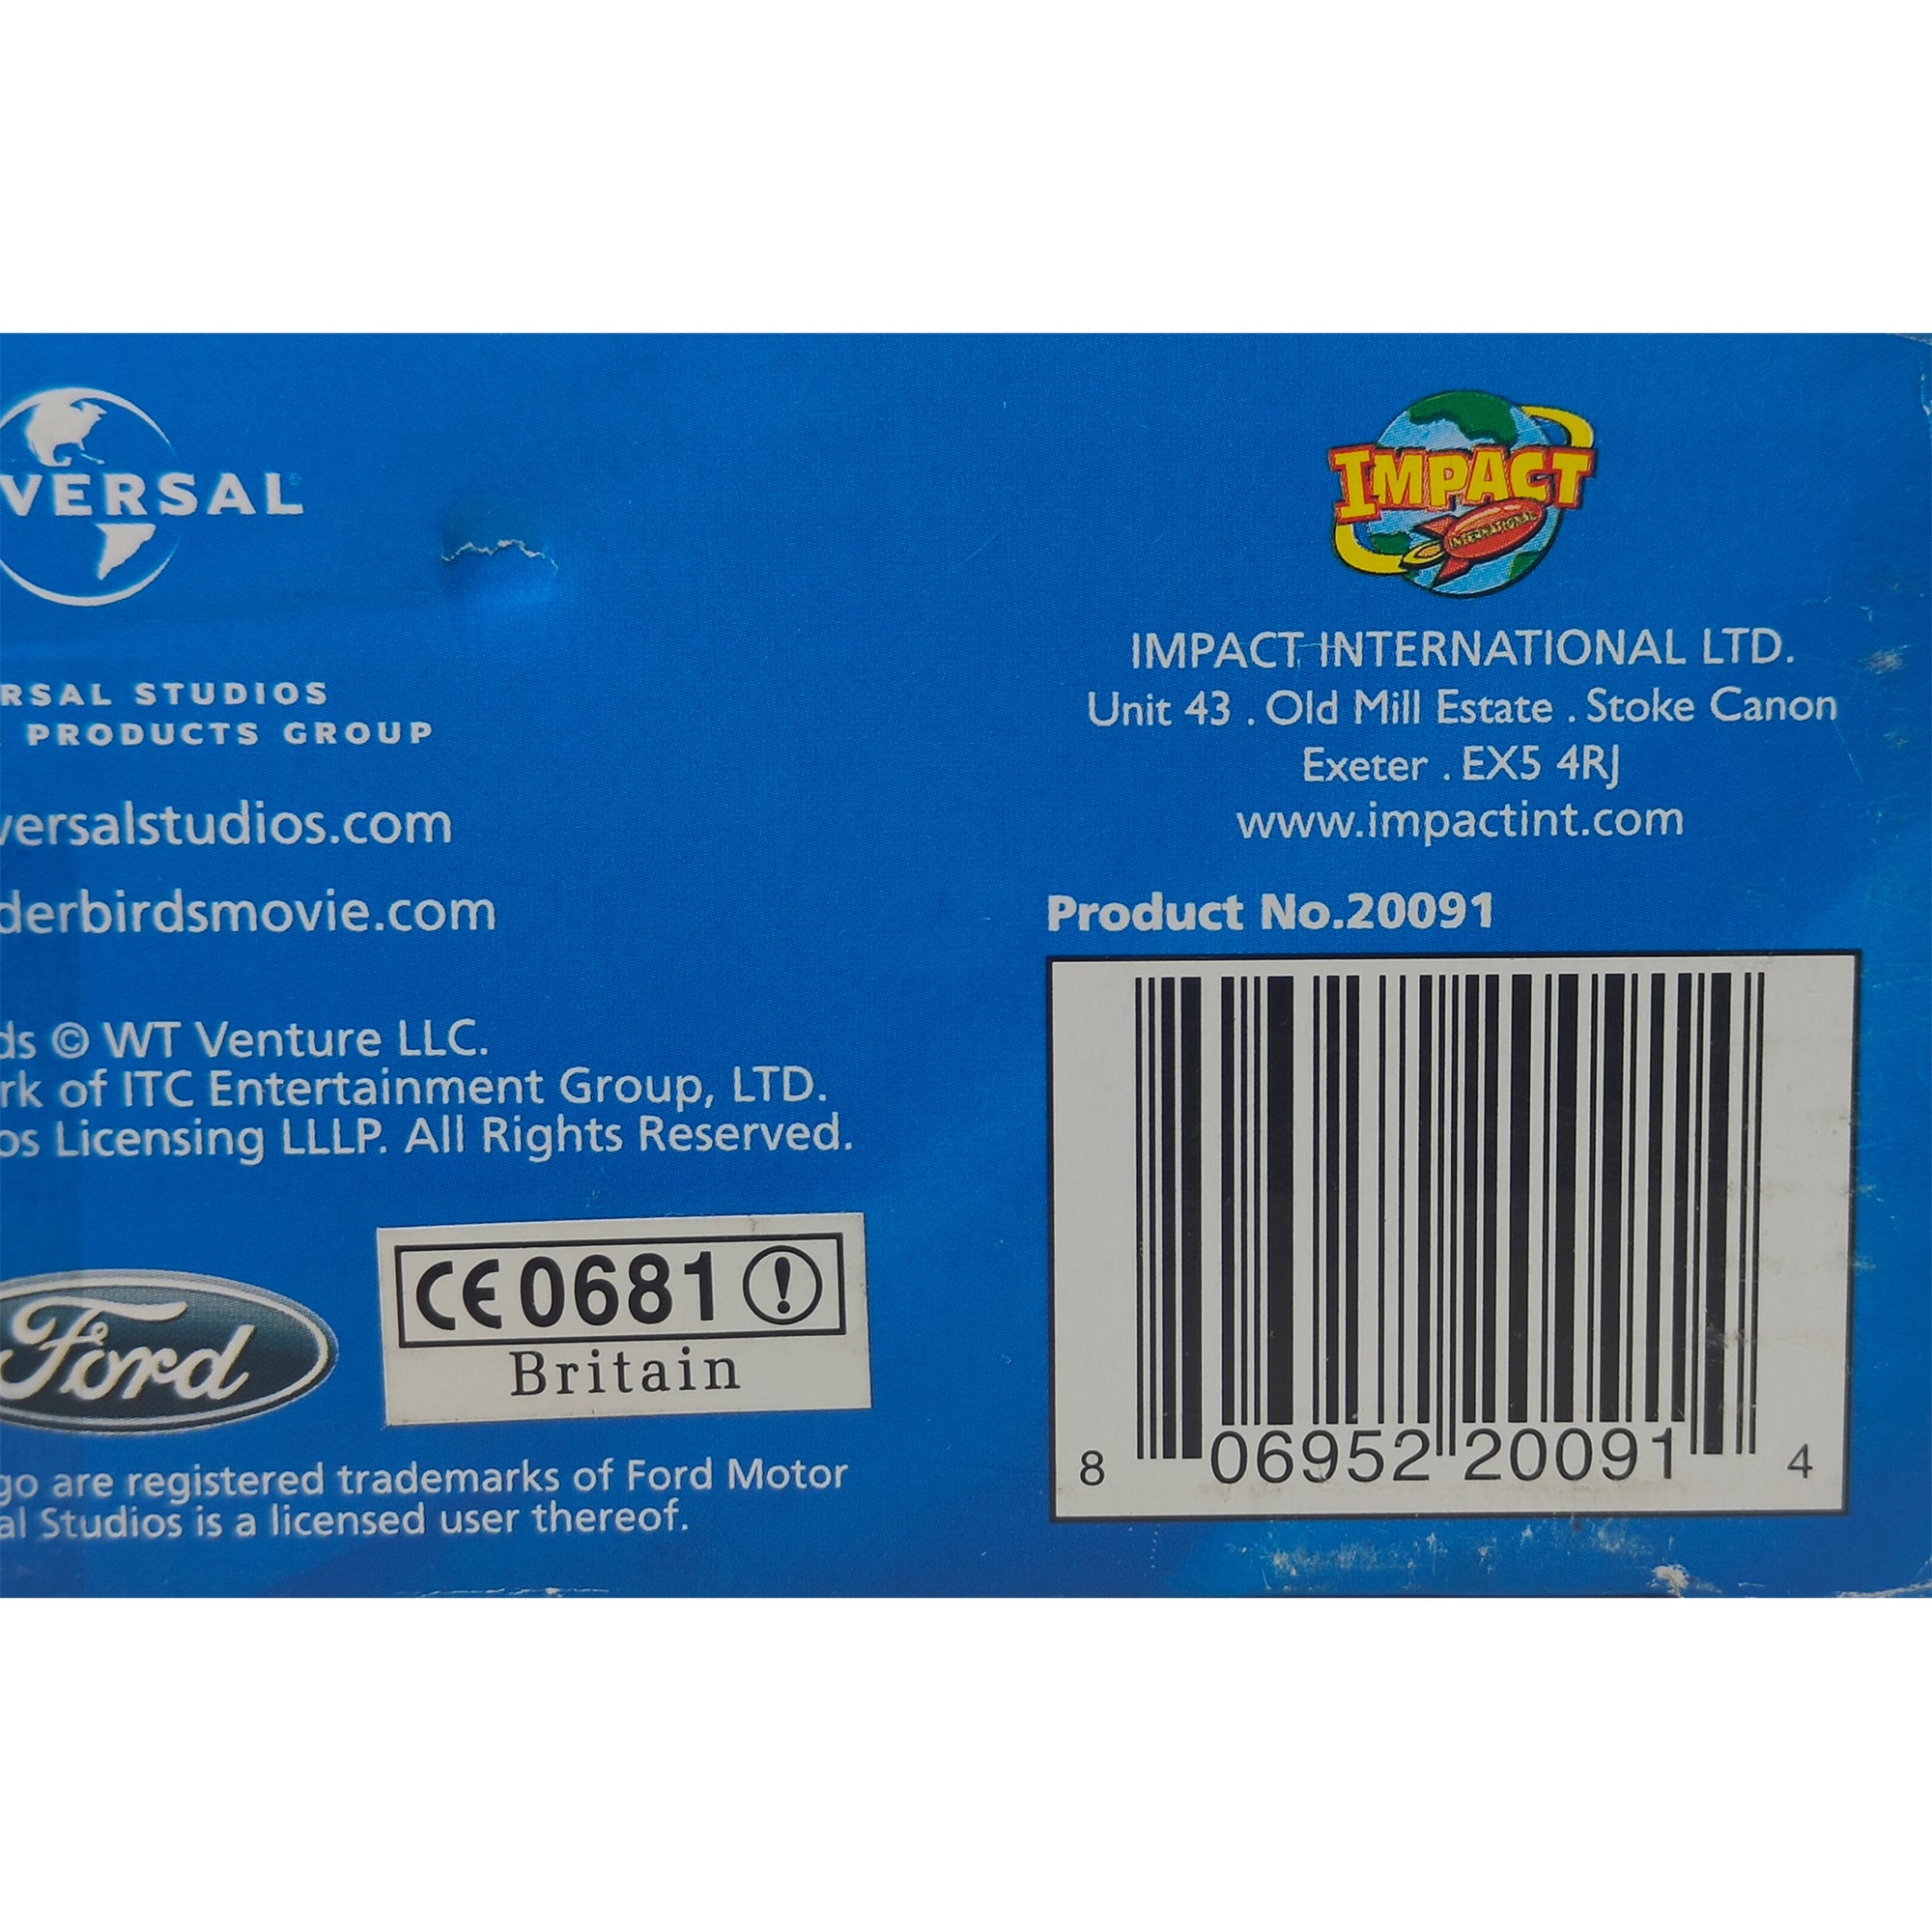 VERSAL
RSAL STUDIOS
PRODUCTS GROUP
versalstudios.com
derbirdsmovie.com
ds © WT Venture LLC.
rk of ITC Entertainment Group, LTD.
os Licensing LLLP. All Rights Reserved.
Ford
CE0681
Britain
go are registered trademarks of Ford Motor
al Studios is a licensed user thereof.
IMPACT
INTERNATIONAL
IMPACT INTERNATIONAL LTD.
Unit 43 . Old Mill Estate . Stoke Canon
Exeter . EX5 4RJ
www.impactint.com
Product No.20091
8 06952 20091 4